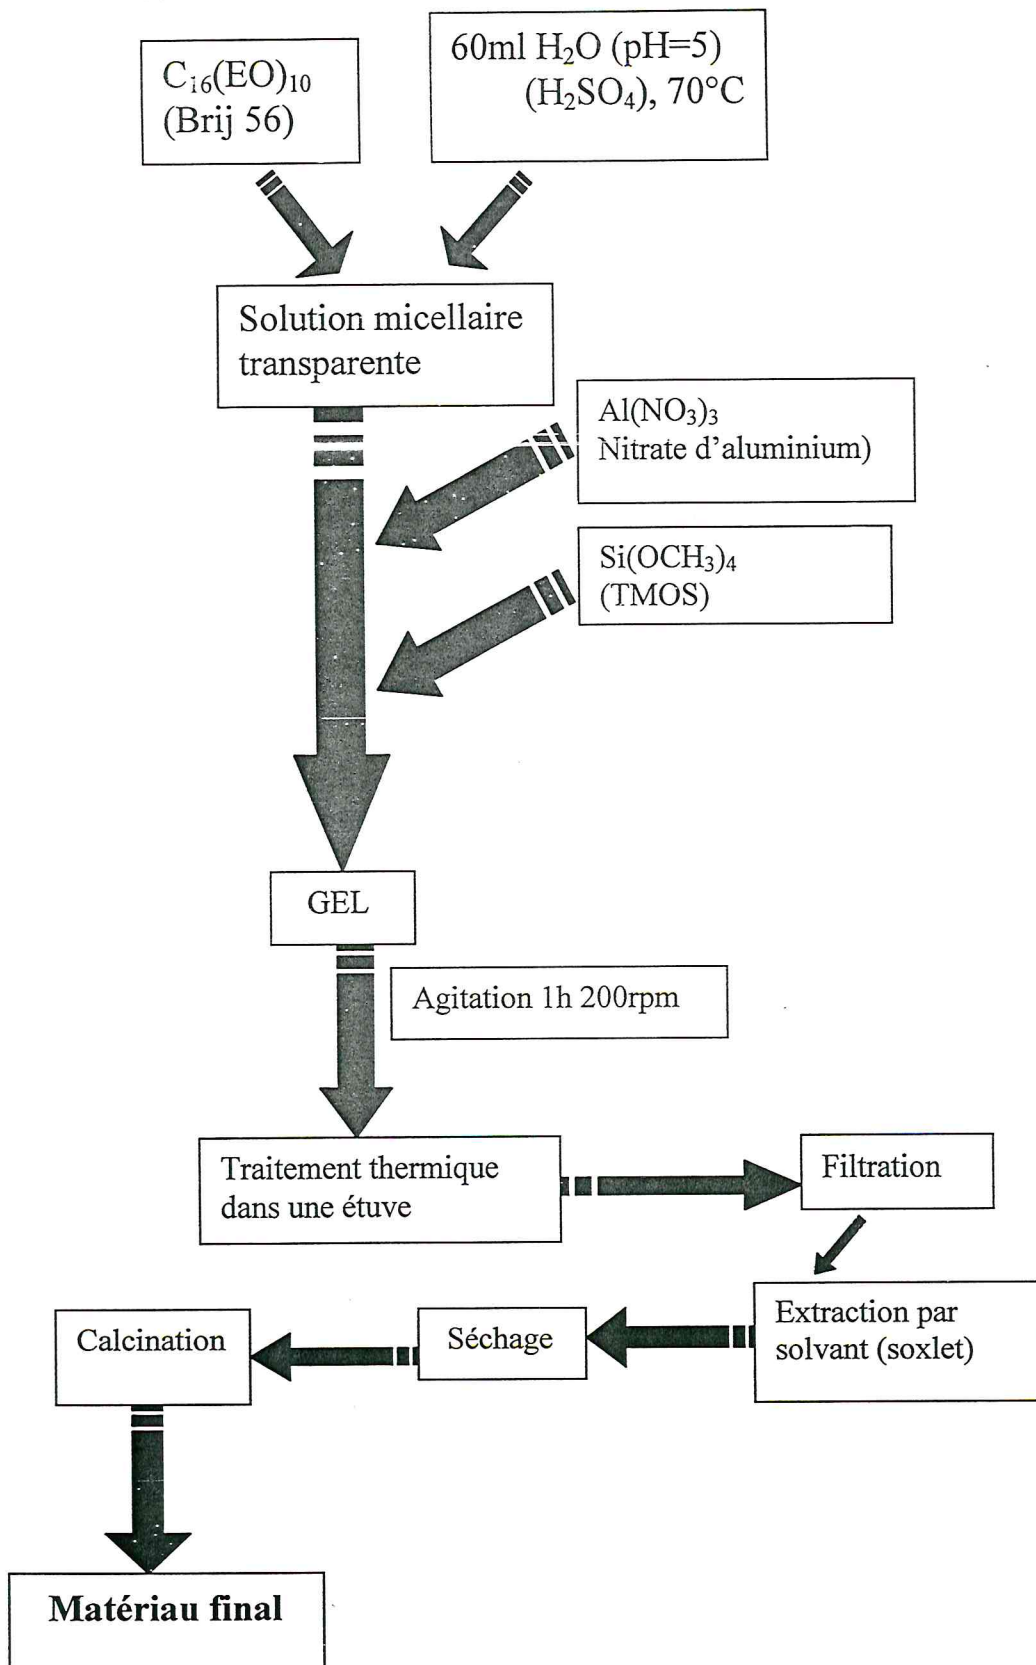 C₁₆(EO)₁₀
(Brij 56)
60ml H₂O (pH=5)
(H₂SO₄), 70°C
Solution micellaire
transparente
Al(NO₃)₃
Nitrate d'aluminium)
Si(OCH₃)₄
(TMOS)
GEL
Agitation 1h 200rpm
Traitement thermique
dans une étuve
Filtration
Extraction par
solvant (soxlet)
Séchage
Calcination
Matériau final